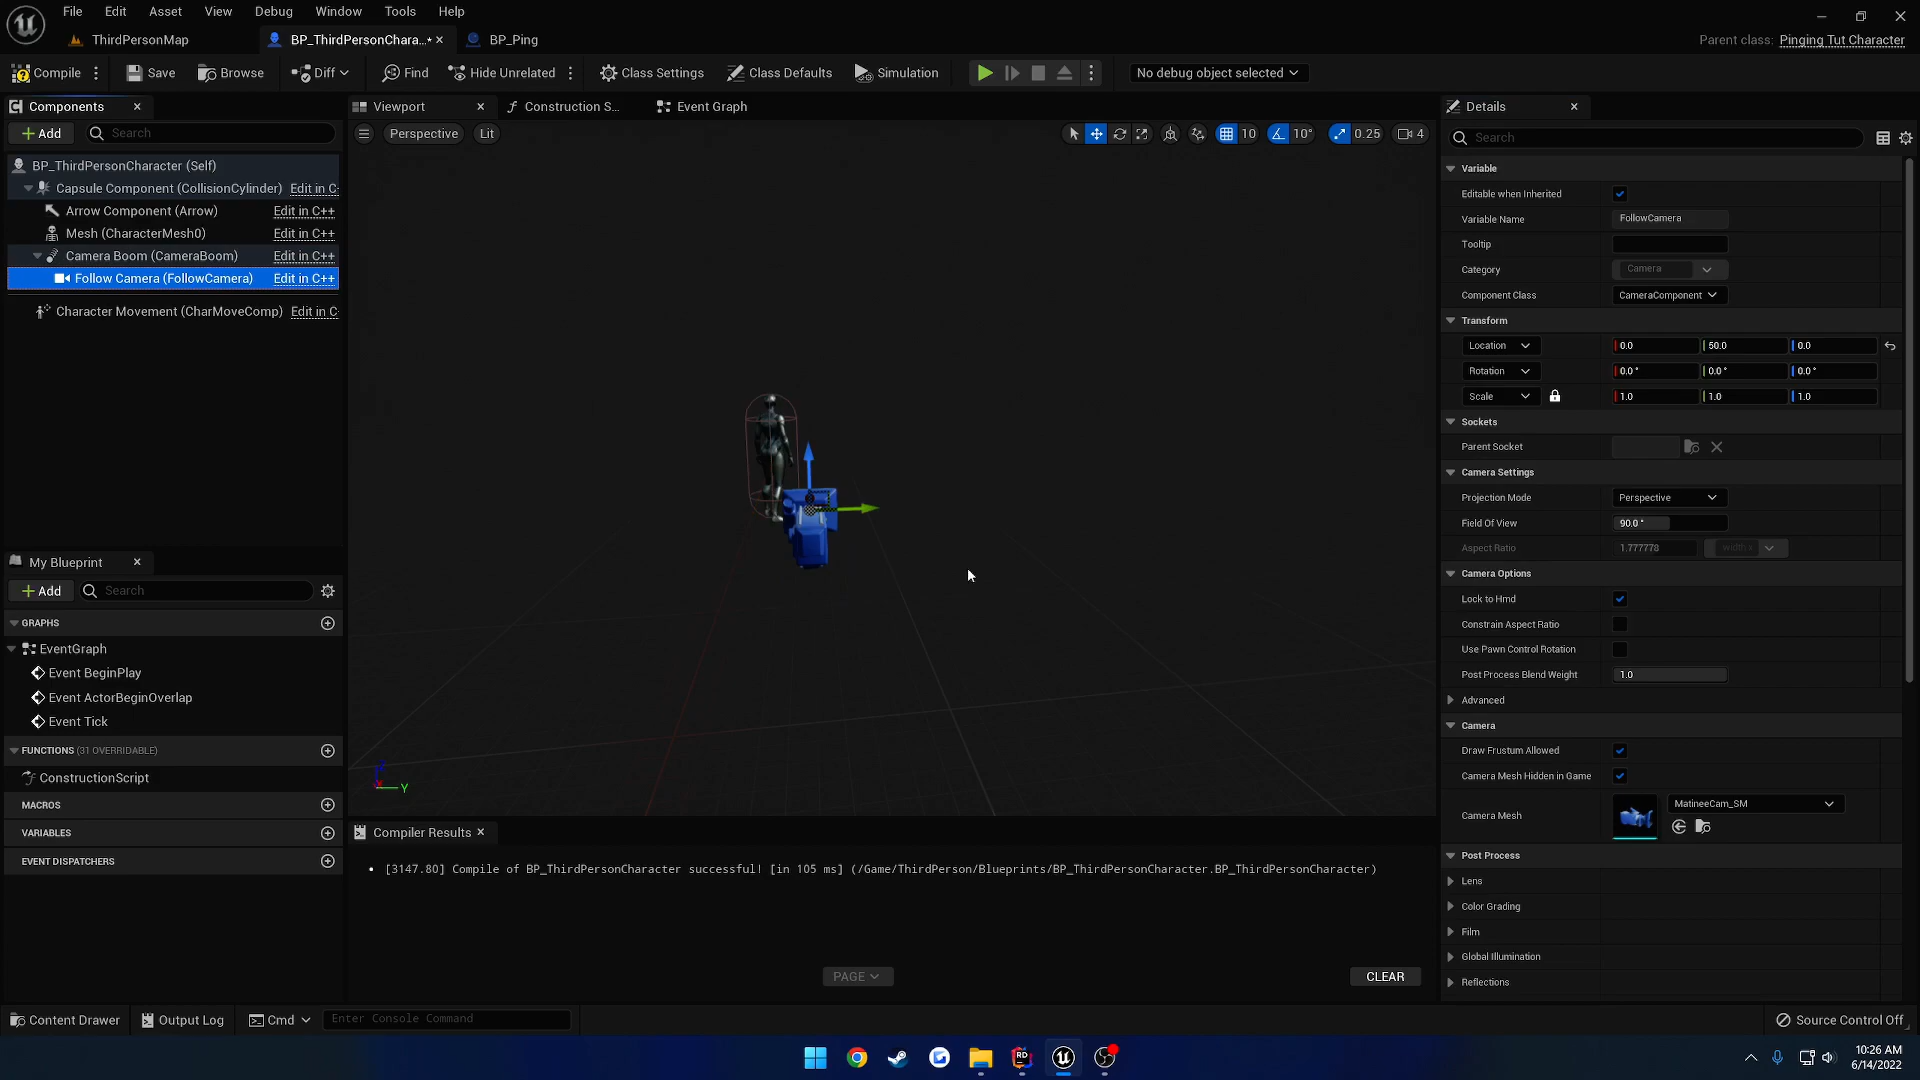 File Edit Asset View Debug Window Tools Help
ThirdPersonMap BP_ThirdPersonChara...* BP_Ping Parent class: Pinging Tut Character
Compile Save Browse Diff Find Hide Unrelated Class Settings Class Defaults Simulation No debug object selected
Components Viewport Construction S... Event Graph Details
Add Search Perspective Lit 10 10° 0.25 4 Search
BP_ThirdPersonCharacter (Self)
Capsule Component (CollisionCylinder) Edit in C
Arrow Component (Arrow) Edit in C++
Mesh (CharacterMesh0) Edit in C++
Camera Boom (CameraBoom) Edit in C++
Follow Camera (FollowCamera) Edit in C++
Character Movement (CharMoveComp) Edit in C
Y
My Blueprint
Add Search
GRAPHS
EventGraph
Event BeginPlay
Event ActorBeginOverlap
Event Tick
FUNCTIONS (31 OVERRIDABLE)
ConstructionScript
MACROS
VARIABLES
EVENT DISPATCHERS
Compiler Results
• [3147.80] Compile of BP_ThirdPersonCharacter successful! [in 105 ms] (/Game/ThirdPerson/Blueprints/BP_ThirdPersonCharacter.BP_ThirdPersonCharacter)
PAGE CLEAR
Variable
Editable when Inherited
Variable Name FollowCamera
Tooltip
Category Camera
Component Class CameraComponent
Transform
Location 0.0 50.0 0.0
Rotation 0.0° 0.0° 0.0°
Scale 1.0 1.0 1.0
Sockets
Parent Socket
Camera Settings
Projection Mode Perspective
Field Of View 90.0°
Aspect Ratio 1.777778
Camera Options
Lock to Hmd
Constrain Aspect Ratio
Use Pawn Control Rotation
Post Process Blend Weight 1.0
Advanced
Camera
Draw Frustum Allowed
Camera Mesh Hidden in Game
Camera Mesh MatineeCam_SM
Post Process
Lens
Color Grading
Film
Global Illumination
Reflections
Content Drawer Output Log Cmd Enter Console Command Source Control Off
10:26 AM
6/14/2022